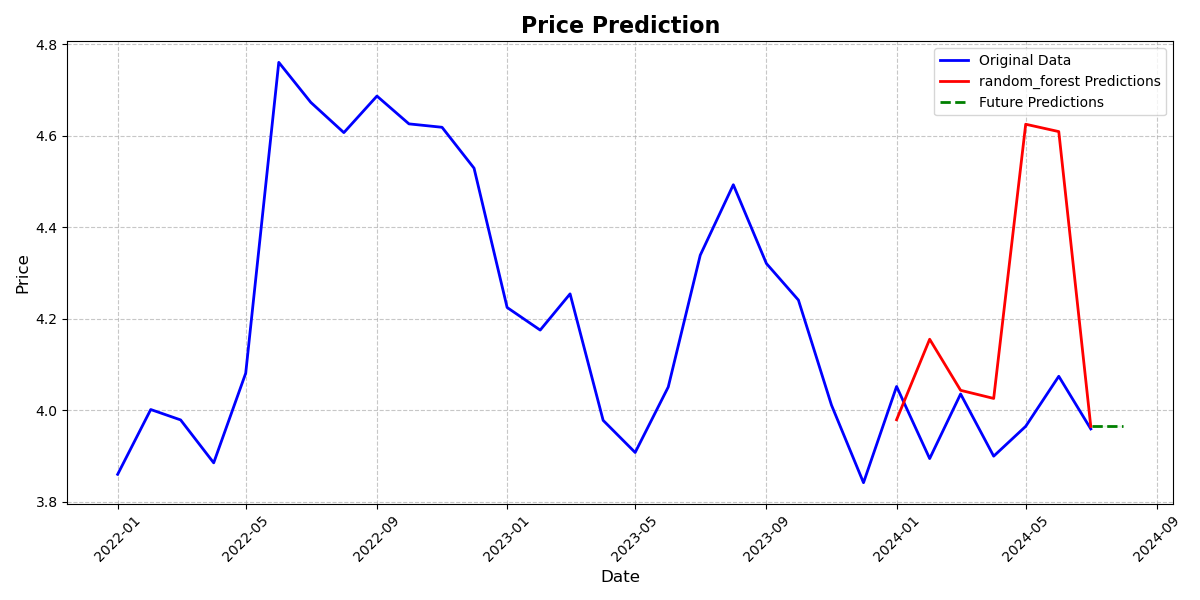 Price Prediction
Original Data
random_forest Predictions
Future Predictions
4.8
4.6
4.4
4.2
4.0
3.8
Price
2022-01
2022-05
2022-09
2023-01
2023-05
2023-09
2024-01
2024-05
2024-09
Date